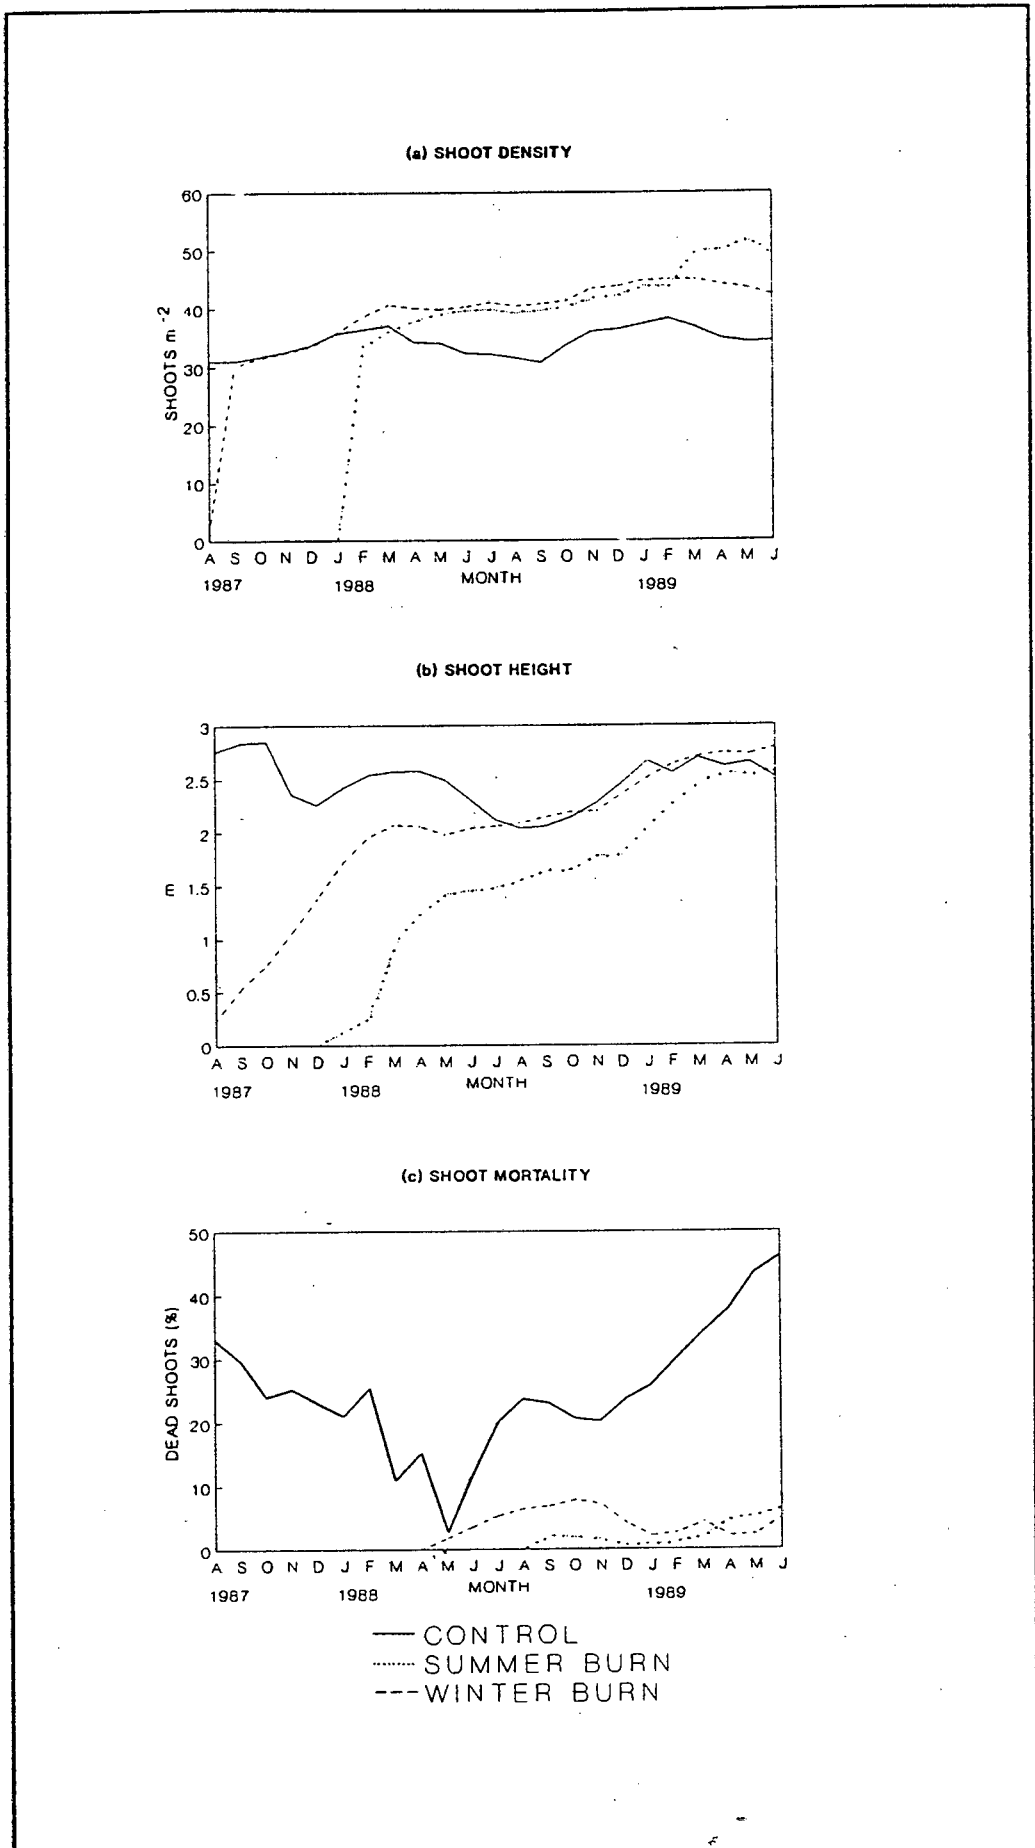 (a) SHOOT DENSITY
60
50
40
30
20
10
0
SHOOTS m -2
A S O N D J F M A M J J A S O N D J F M A M J
1987 1988 MONTH 1989
(b) SHOOT HEIGHT
3
2.5
2
1.5
1
0.5
0
E
A S O N D J F M A M J J A S O N D J F M A M J
1987 1988 MONTH 1989
(c) SHOOT MORTALITY
50
40
30
20
10
0
DEAD SHOOTS (%)
A S O N D J F M A M J J A S O N D J F M A M J
1987 1988 MONTH 1989
CONTROL
SUMMER BURN
WINTER BURN